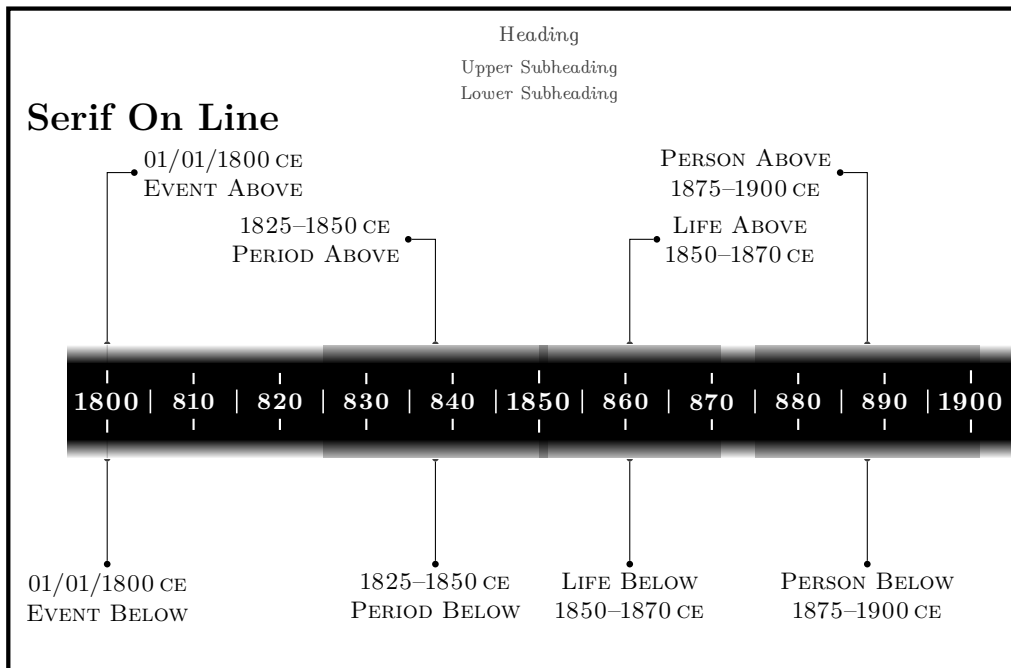 Heading
Upper Subheading
Lower Subheading
Serif On Line
01/01/1800 CE
EVENT ABOVE
PERSON ABOVE
1875–1900 CE
1825–1850 CE
PERIOD ABOVE
LIFE ABOVE
1850–1870 CE
1800 | 810 | 820 | 830 | 840 | 1850 | 860 | 870 | 880 | 890 | 1900
01/01/1800 CE
EVENT BELOW
1825–1850 CE
PERIOD BELOW
LIFE BELOW
1850–1870 CE
PERSON BELOW
1875–1900 CE